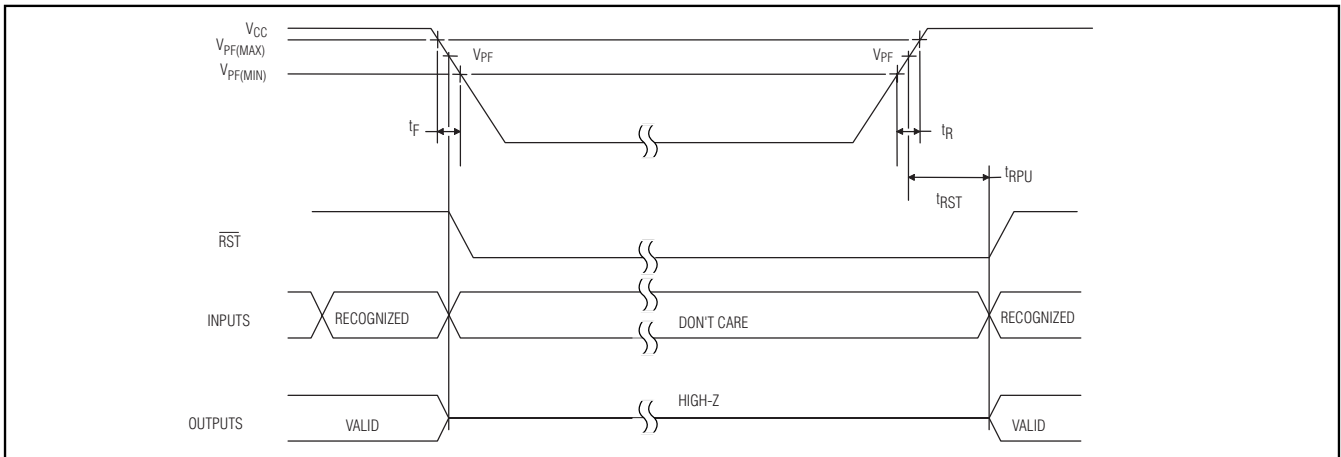 VCC
VPF(MAX)
VPF
VPF
VPF(MIN)
tF
tR
tRPU
tRST
RST
INPUTS
RECOGNIZED
DON'T CARE
RECOGNIZED
HIGH-Z
OUTPUTS
VALID
VALID